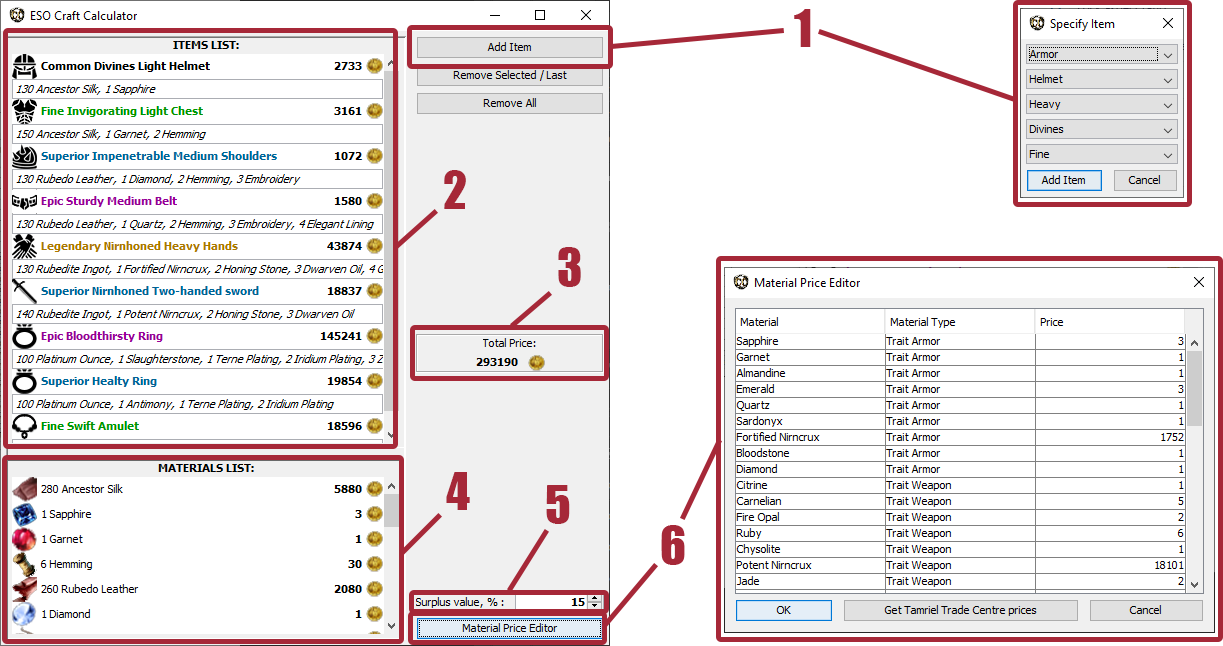 ESO Craft Calculator
ITEMS LIST:
Common Divines Light Helmet 2733
130 Ancestor Silk, 1 Sapphire
Fine Invigorating Light Chest 3161
150 Ancestor Silk, 1 Garnet, 2 Hemming
Superior Impenetrable Medium Shoulders 1072
130 Rubedo Leather, 1 Diamond, 2 Hemming, 3 Embroidery
Epic Sturdy Medium Belt 1580
130 Rubedo Leather, 1 Quartz, 2 Hemming, 3 Embroidery, 4 Elegant Lining
Legendary Nirnhoned Heavy Hands 43874
130 Rubedite Ingot, 1 Fortified Nirncrux, 2 Honing Stone, 3 Dwarven Oil, 4 G
Superior Nirnhoned Two-handed sword 18837
140 Rubedite Ingot, 1 Potent Nirncrux, 2 Honing Stone, 3 Dwarven Oil
Epic Bloodthirsty Ring 145241
100 Platinum Ounce, 1 Slaughterstone, 1 Terne Plating, 2 Iridium Plating, 3 Z
Superior Healty Ring 19854
100 Platinum Ounce, 1 Antimony, 1 Terne Plating, 2 Iridium Plating
Fine Swift Amulet 18596
MATERIALS LIST:
280 Ancestor Silk 5880
1 Sapphire 3
1 Garnet 1
6 Hemming 30
260 Rubedo Leather 2080
1 Diamond 1
Add Item
Remove Selected / Last
Remove All
Total Price:
293190
Surplus value, % : 15
Material Price Editor
1
2
3
4
5
6
Specify Item
Armor
Helmet
Heavy
Divines
Fine
Add Item Cancel
Material Price Editor
Material Material Type Price
Sapphire Trait Armor 3
Garnet Trait Armor 1
Almandine Trait Armor 1
Emerald Trait Armor 3
Quartz Trait Armor 1
Sardonyx Trait Armor 1
Fortified Nirncrux Trait Armor 1752
Bloodstone Trait Armor 1
Diamond Trait Armor 1
Citrine Trait Weapon 1
Carnelian Trait Weapon 5
Fire Opal Trait Weapon 2
Ruby Trait Weapon 6
Chysolite Trait Weapon 1
Potent Nirncrux Trait Weapon 18101
Jade Trait Weapon 2
OK Get Tamriel Trade Centre prices Cancel